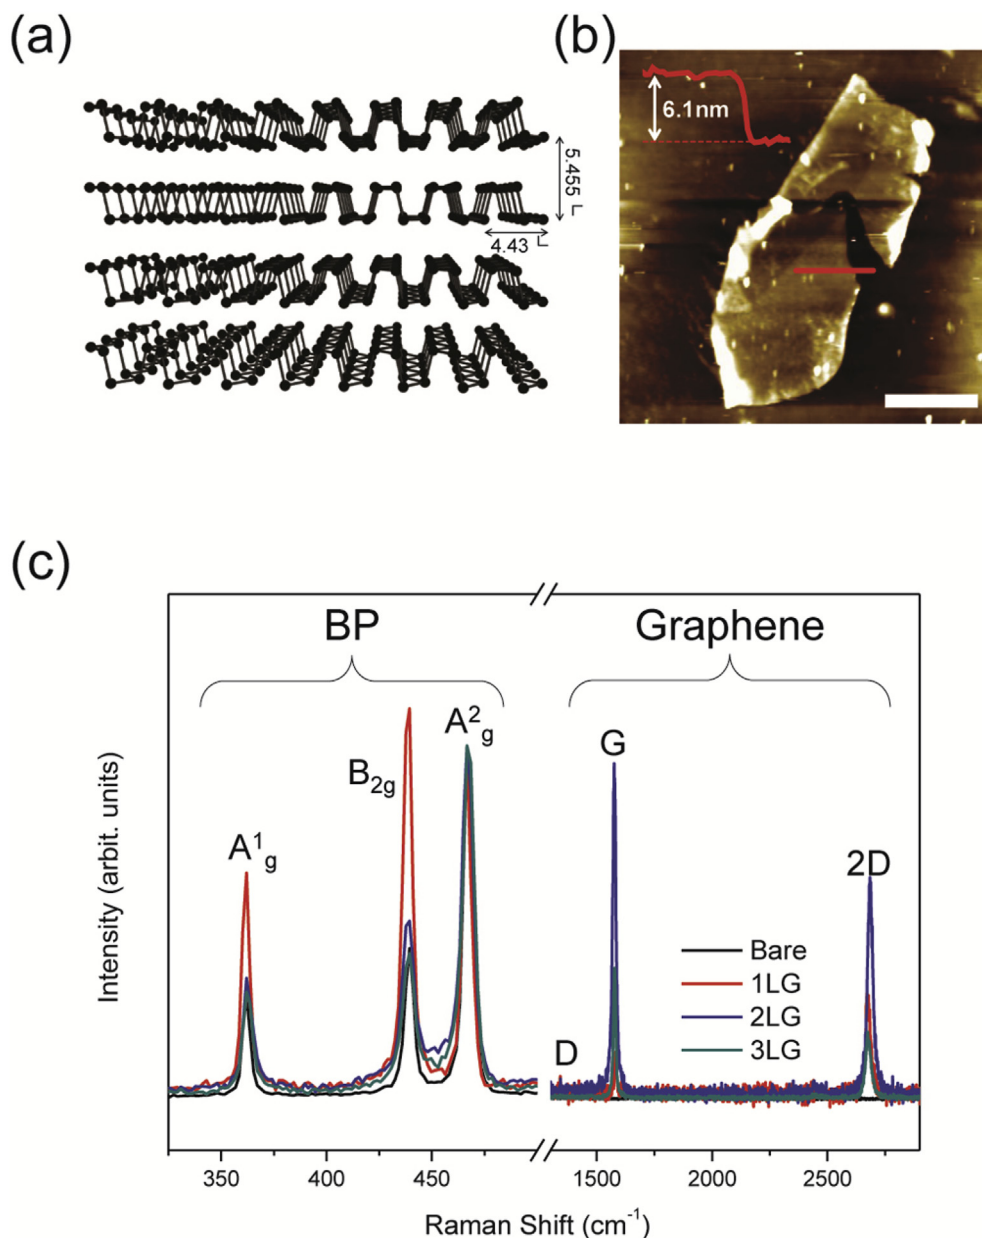 (a)
5.455 L
4.43 L
(b)
6.1nm
(c)
BP
Graphene
A¹g
B2g
A²g
G
2D
D
Bare
1LG
2LG
3LG
Intensity (arbit. units)
350 400 450 1500 2000 2500
Raman Shift (cm⁻¹)